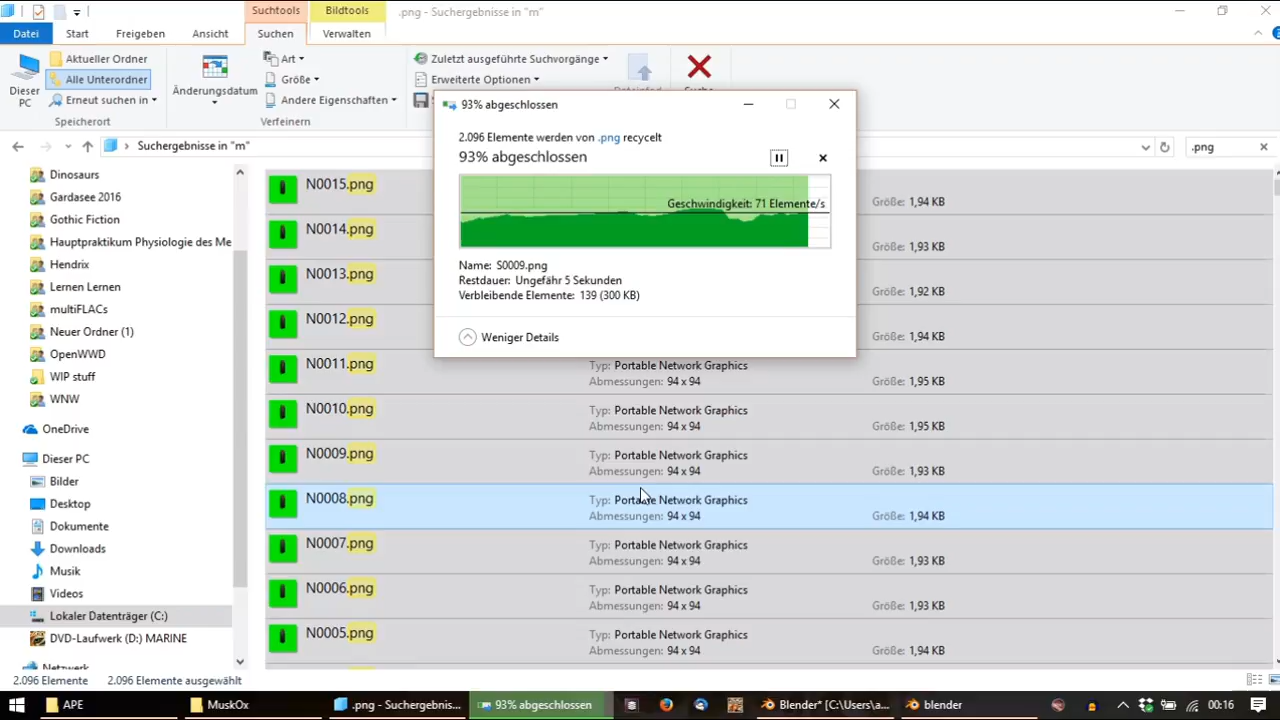 Suchtools
Bildtools
.png - Suchergebnisse in "m"
Datei
Start
Freigeben
Ansicht
Suchen
Verwalten
Dieser PC
Aktueller Ordner
Alle Unterordner
Erneut suchen in
Speicherort
Änderungsdatum
Art
Größe
Andere Eigenschaften
Verfeinern
Zuletzt ausgeführte Suchvorgänge
Erweiterte Optionen
Suchergebnisse in "m"
.png
93% abgeschlossen
2.096 Elemente werden von .png recycelt
93% abgeschlossen
Geschwindigkeit: 71 Elemente/s
Name: S0009.png
Restdauer: Ungefähr 5 Sekunden
Verbleibende Elemente: 139 (300 KB)
Weniger Details
Dinosaurs
Gardasee 2016
Gothic Fiction
Hauptpraktikum Physiologie des Me
Hendrix
Lernen Lernen
multiFLACs
Neuer Ordner (1)
OpenWWD
WIP stuff
WNW
OneDrive
Dieser PC
Bilder
Desktop
Dokumente
Downloads
Musik
Videos
Lokaler Datenträger (C:)
DVD-Laufwerk (D:) MARINE
Netzwerk
N0015.png
Größe: 1,94 KB
N0014.png
Größe: 1,93 KB
N0013.png
Größe: 1,92 KB
N0012.png
Größe: 1,94 KB
N0011.png
Typ: Portable Network Graphics
Abmessungen: 94 x 94
Größe: 1,95 KB
N0010.png
Typ: Portable Network Graphics
Abmessungen: 94 x 94
Größe: 1,95 KB
N0009.png
Typ: Portable Network Graphics
Abmessungen: 94 x 94
Größe: 1,93 KB
N0008.png
Typ: Portable Network Graphics
Abmessungen: 94 x 94
Größe: 1,94 KB
N0007.png
Typ: Portable Network Graphics
Abmessungen: 94 x 94
Größe: 1,93 KB
N0006.png
Typ: Portable Network Graphics
Abmessungen: 94 x 94
Größe: 1,93 KB
N0005.png
Typ: Portable Network Graphics
Abmessungen: 94 x 94
Größe: 1,94 KB
2.096 Elemente
2.096 Elemente ausgewählt
APE
MuskOx
.png - Suchergebnis...
93% abgeschlossen
Blender* [C:\Users\a...
blender
00:16